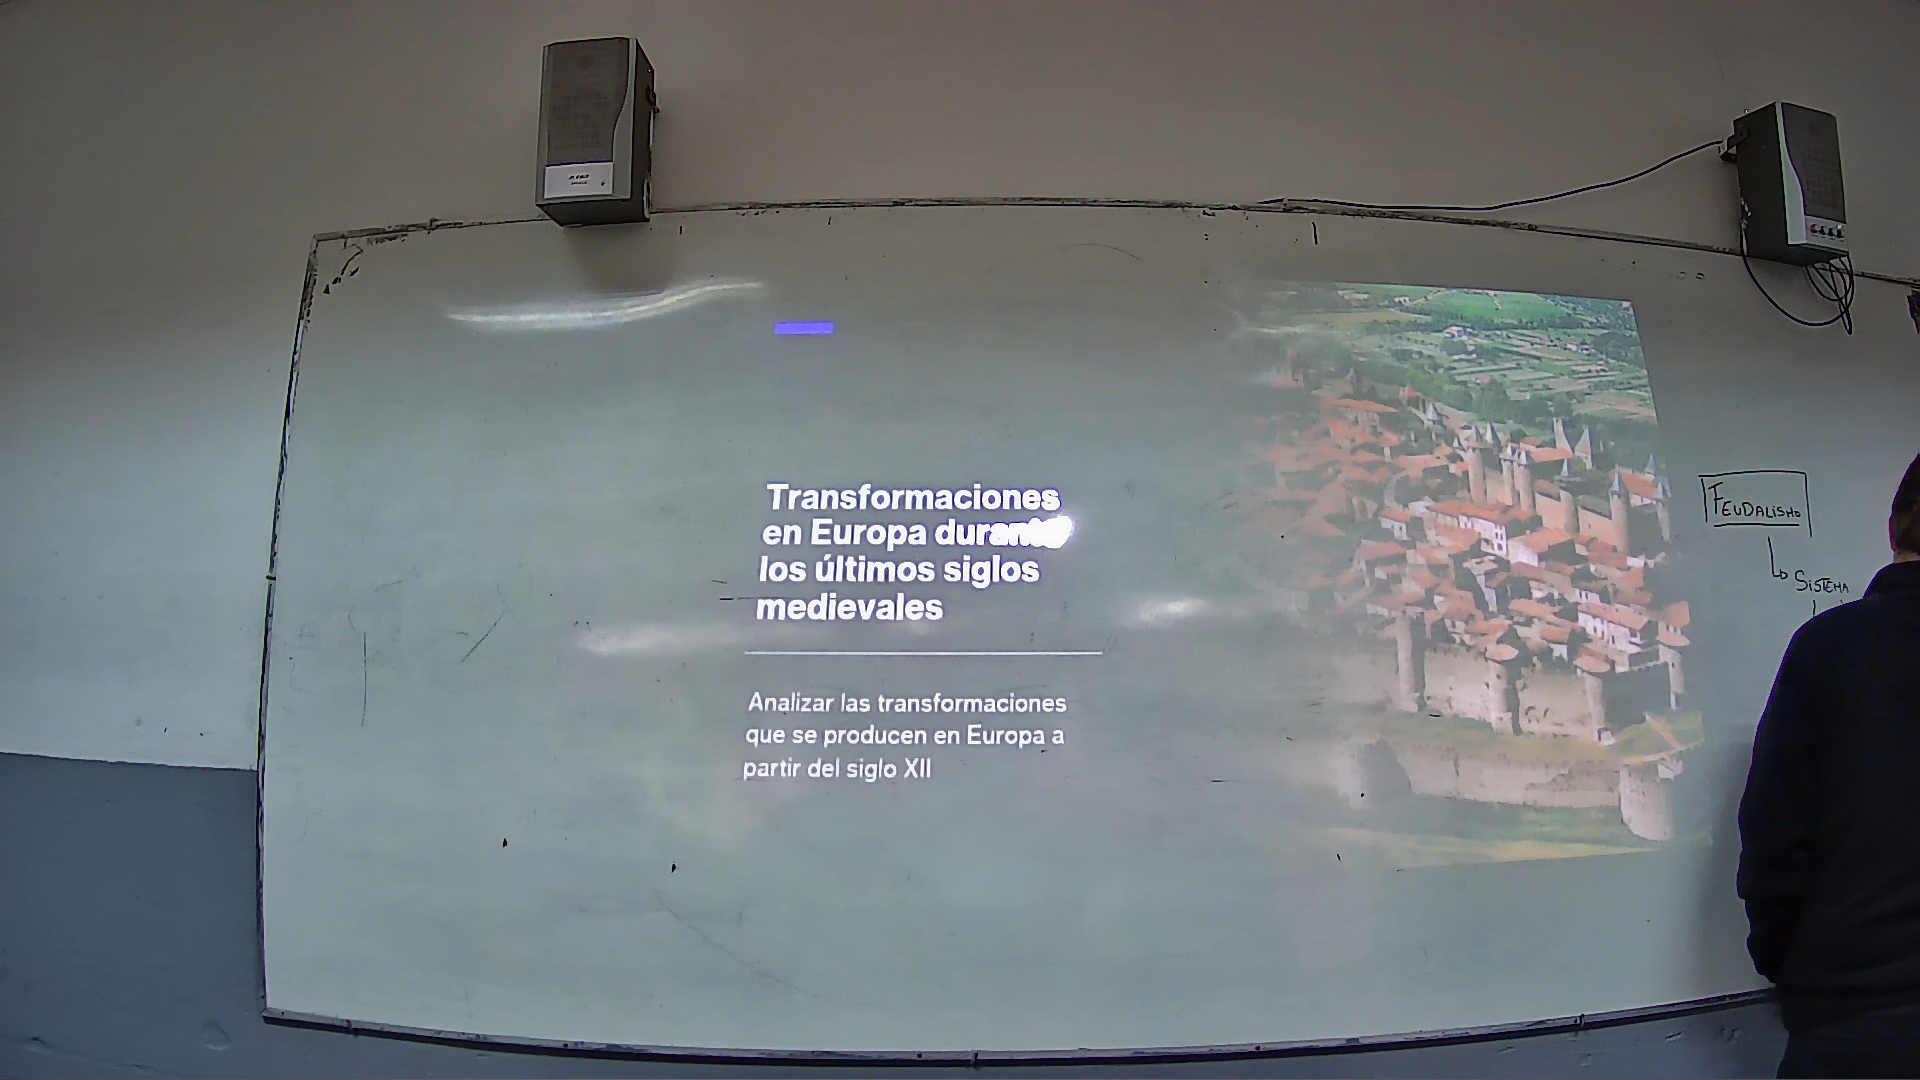 Transformaciones
en Europa durante
los últimos siglos
medievales
Analizar las transformaciones
que se producen en Europa a
partir del siglo XII
FEUDALISMO
SISTEMA